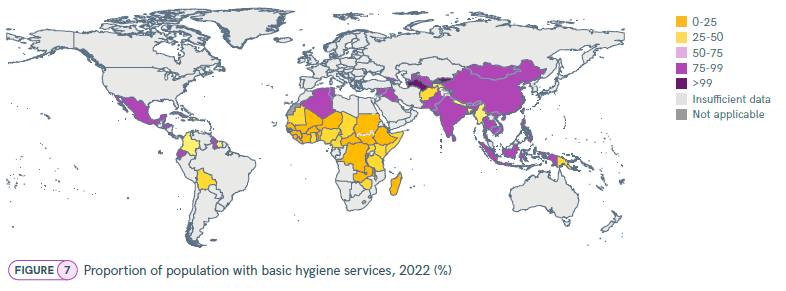 0-25
25-50
50-75
75-99
>99
Insufficient data
Not applicable
FIGURE 7 Proportion of population with basic hygiene services, 2022 (%)